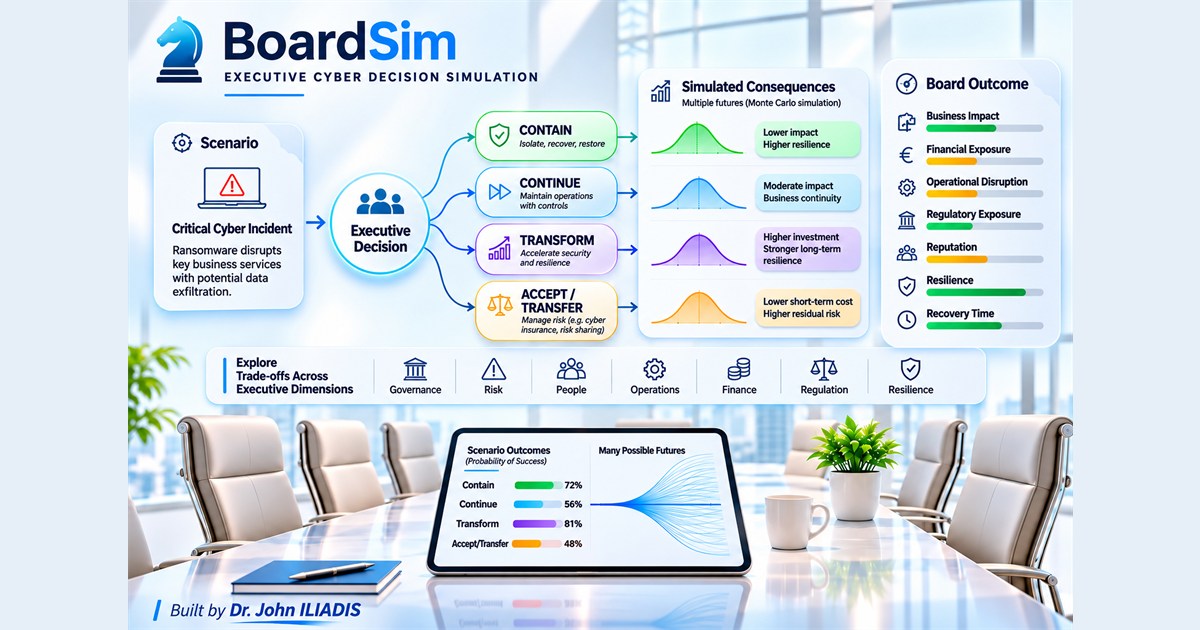 BoardSim
EXECUTIVE CYBER DECISION SIMULATION
Scenario
Critical Cyber Incident
Ransomware disrupts
key business services
with potential data
exfiltration.
Executive
Decision
CONTAIN
Isolate, recover, restore
CONTINUE
Maintain operations
with controls
TRANSFORM
Accelerate security
and resilience
ACCEPT /
TRANSFER
Manage risk (e.g. cyber
insurance, risk sharing)
Simulated Consequences
Multiple futures (Monte Carlo simulation)
Lower impact
Higher resilience
Moderate impact
Business continuity
Higher investment
Stronger long-term
resilience
Lower short-term cost
Higher residual risk
Board Outcome
Business Impact
€
Financial Exposure
Operational Disruption
Regulatory Exposure
Reputation
Resilience
Recovery Time
Explore
Trade-offs Across
Executive Dimensions
Governance
Risk
People
Operations
Finance
Regulation
Resilience
Scenario Outcomes
(Probability of Success)
Contain 72%
Continue 56%
Transform 81%
Accept/Transfer 48%
Many Possible Futures
Built by Dr. John ILIADIS